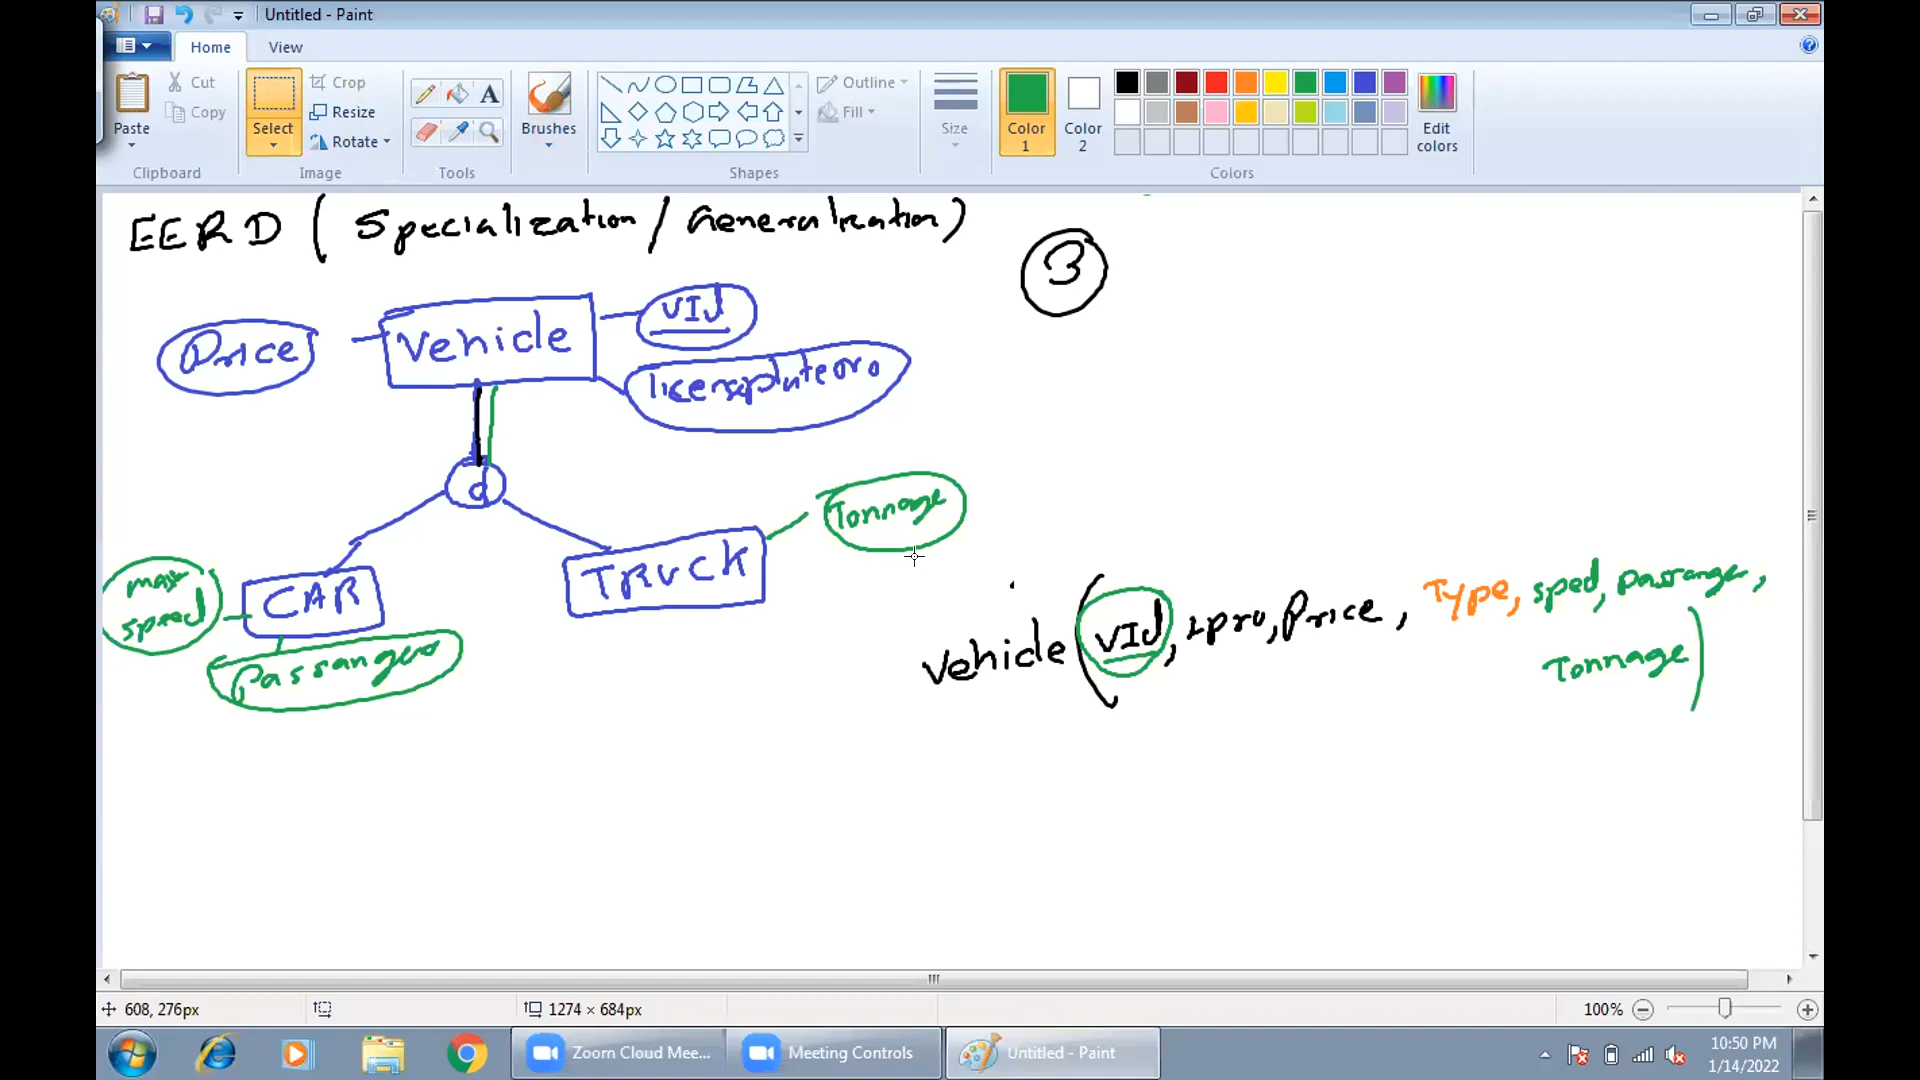 Untitled - Paint
Home View
Cut
Copy
Paste
Clipboard
Crop
Resize
Rotate
Select
Image
A
Tools
Brushes
Outline
Fill
Shapes
Size
Color 1
Color 2
Edit colors
Colors
EERD ( Specialization / Generalization )
3
Price
Vehicle
VId
d
Tonnage
CAR
TRUCK
max speed
Passangers
Vehicle ( VId, Lpno, Price, Type, sped, passanger,
Tonnage )
608, 276px
1274 × 684px
100%
Zoom Cloud Mee...
Meeting Controls
Untitled - Paint
10:50 PM
1/14/2022